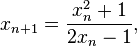 x_{n+1} = \frac{x_n^2 + 1}{2x_n - 1},